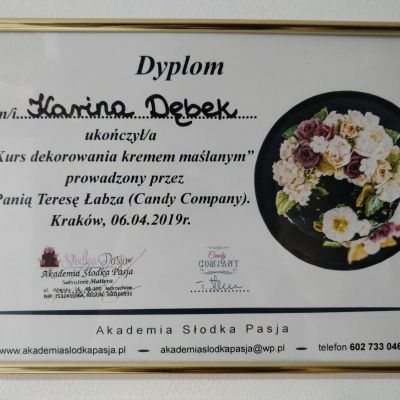 Dyplom
n/i Karina Dębek
ukończył/a
Kurs dekorowania kremem maślanym"
prowadzony przez
Panią Teresę Łabza (Candy Company).
Kraków, 06.04.2019r.
Słodka Pasja
Akademia Słodka Pasja
Salvatore Mattera
Candy
COMPANY
Akademia Słodka Pasja
www.akademiaslodkapasja.pl — akademiaslodkapasja@wp.pl — telefon 602 733 046